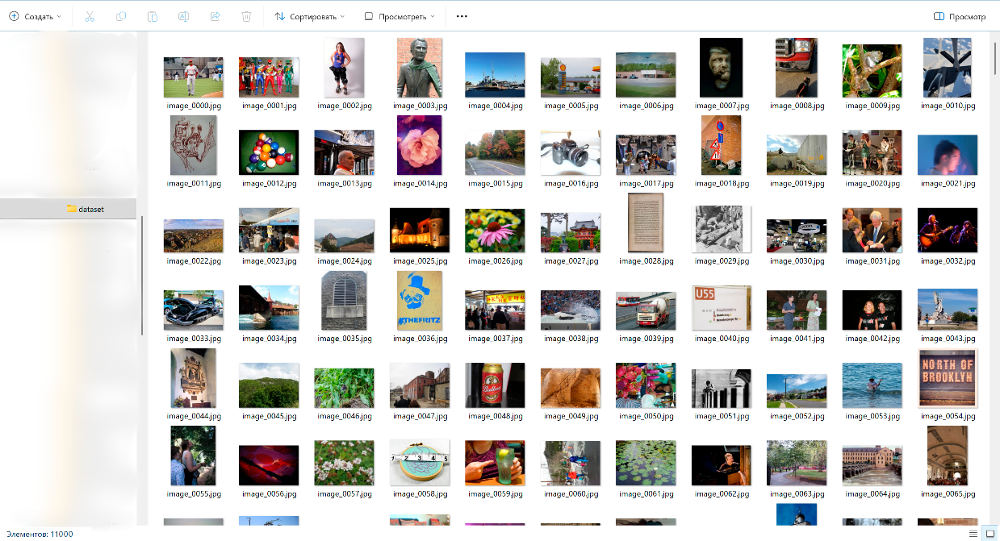 Создать Сортировать Просмотреть ••• Просмотр
image_0000.jpg image_0001.jpg image_0002.jpg image_0003.jpg image_0004.jpg image_0005.jpg image_0006.jpg image_0007.jpg image_0008.jpg image_0009.jpg image_0010.jpg
image_0011.jpg image_0012.jpg image_0013.jpg image_0014.jpg image_0015.jpg image_0016.jpg image_0017.jpg image_0018.jpg image_0019.jpg image_0020.jpg image_0021.jpg
dataset
image_0022.jpg image_0023.jpg image_0024.jpg image_0025.jpg image_0026.jpg image_0027.jpg image_0028.jpg image_0029.jpg image_0030.jpg image_0031.jpg image_0032.jpg
#THEFRITZ
U55
image_0033.jpg image_0034.jpg image_0035.jpg image_0036.jpg image_0037.jpg image_0038.jpg image_0039.jpg image_0040.jpg image_0041.jpg image_0042.jpg image_0043.jpg
NORTH OF
BROOKLYN
image_0044.jpg image_0045.jpg image_0046.jpg image_0047.jpg image_0048.jpg image_0049.jpg image_0050.jpg image_0051.jpg image_0052.jpg image_0053.jpg image_0054.jpg
1 2 3 4 5
image_0055.jpg image_0056.jpg image_0057.jpg image_0058.jpg image_0059.jpg image_0060.jpg image_0061.jpg image_0062.jpg image_0063.jpg image_0064.jpg image_0065.jpg
Элементов: 11000